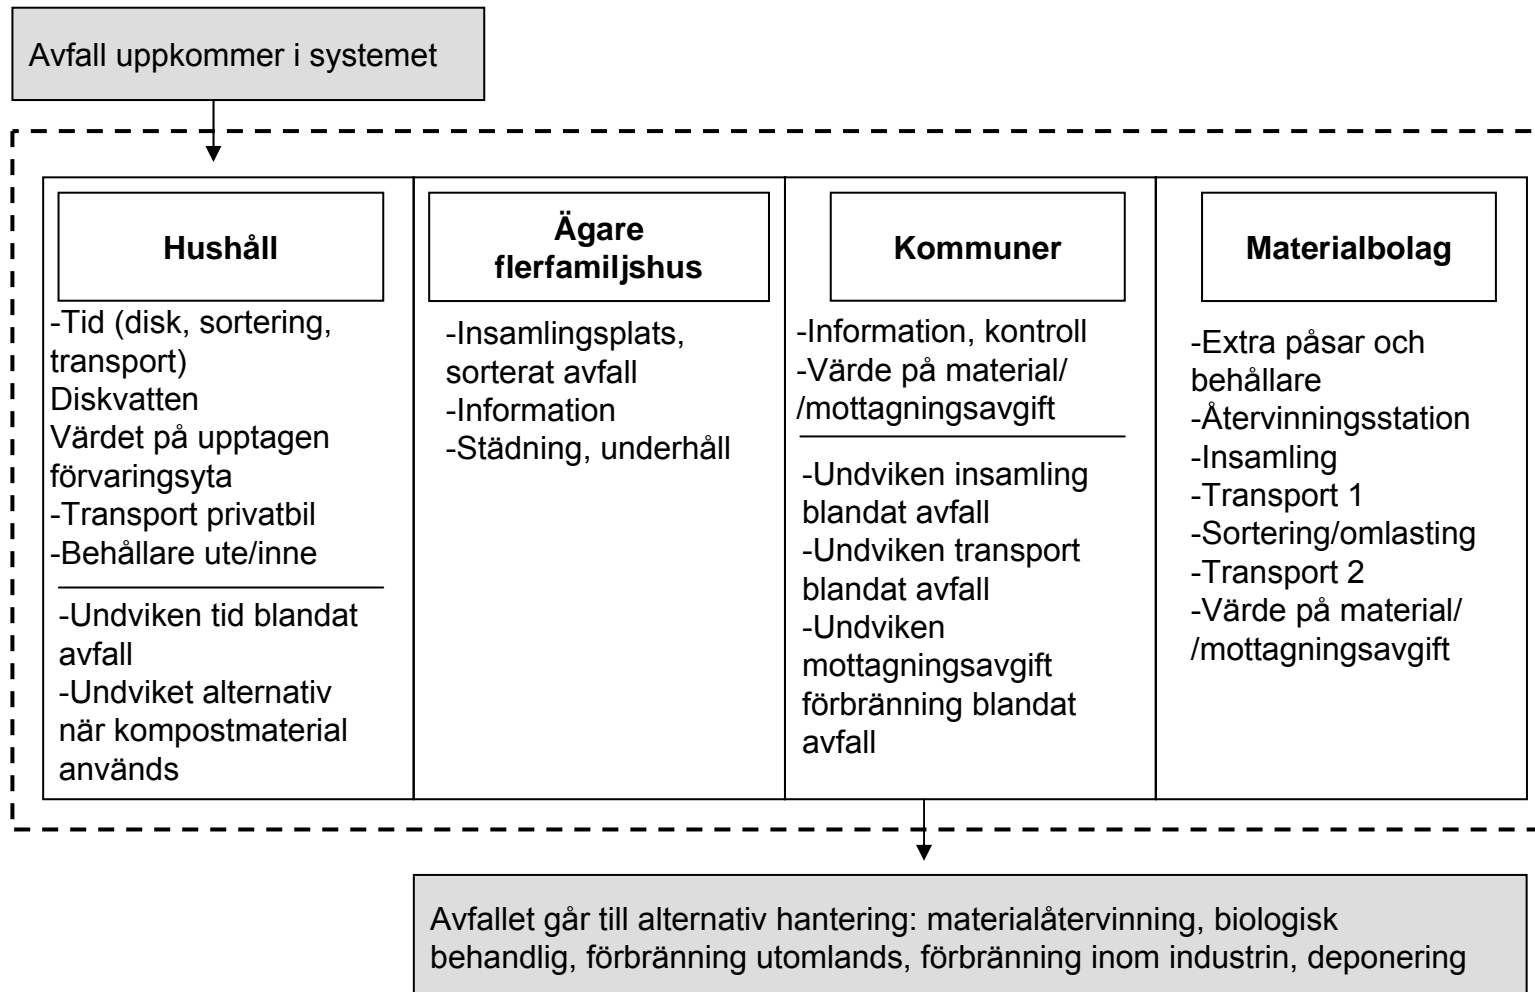 Avfall uppkommer i systemet
Hushåll
-Tid (disk, sortering,
transport)
Diskvatten
Värdet på upptagen
förvaringsyta
-Transport privatbil
-Behållare ute/inne
-Undviken tid blandat
avfall
-Undviket alternativ
när kompostmaterial
används
Ägare
flerfamiljshus
-Insamlingsplats,
sorterat avfall
-Information
-Städning, underhåll
Kommuner
-Information, kontroll
-Värde på material/
/mottagningsavgift
-Undviken insamling
blandat avfall
-Undviken transport
blandat avfall
-Undviken
mottagningsavgift
förbränning blandat
avfall
Materialbolag
-Extra påsar och
behållare
-Återvinningsstation
-Insamling
-Transport 1
-Sortering/omlasting
-Transport 2
-Värde på material/
/mottagningsavgift
Avfallet går till alternativ hantering: materialåtervinning, biologisk
behandlig, förbränning utomlands, förbränning inom industrin, deponering